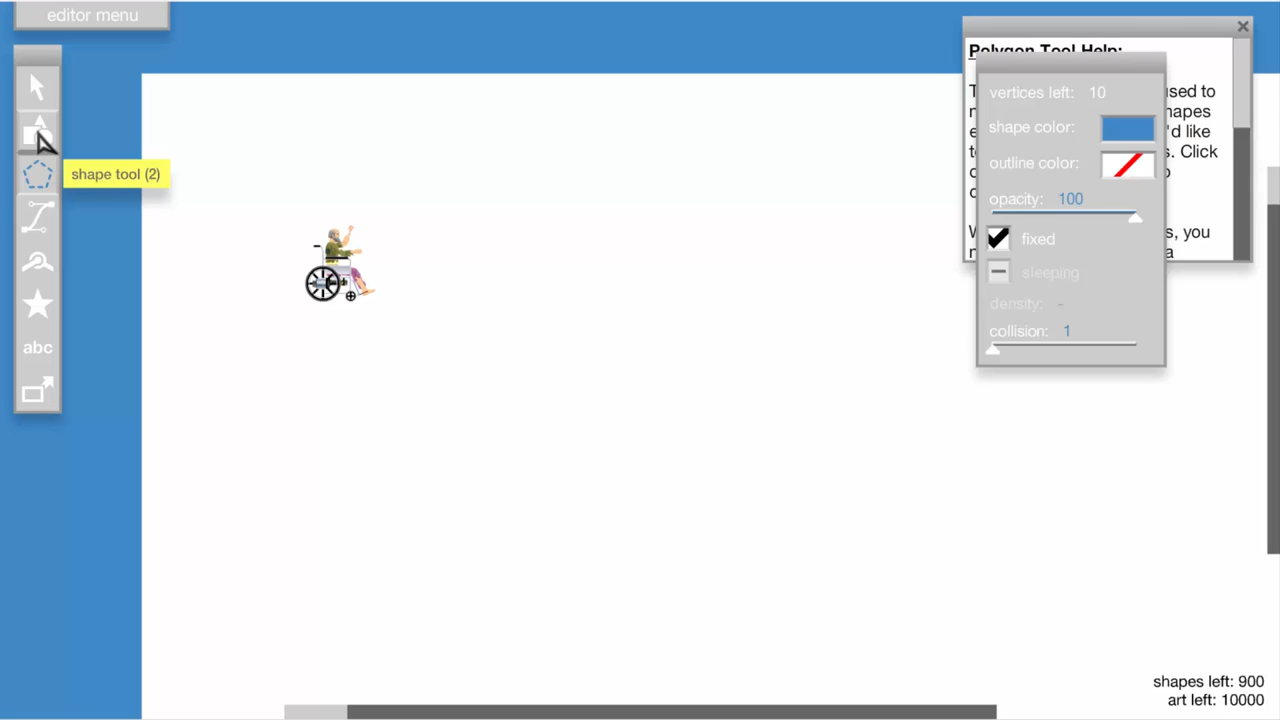 editor menu
Polygon Tool Help:
vertices left: 10
sed to
shape color:
hapes
'd like
s. Click
outline color:
opacity: 100
s, you
fixed
a
sleeping
density: -
collision: 1
shape tool (2)
abc
shapes left: 900
art left: 10000